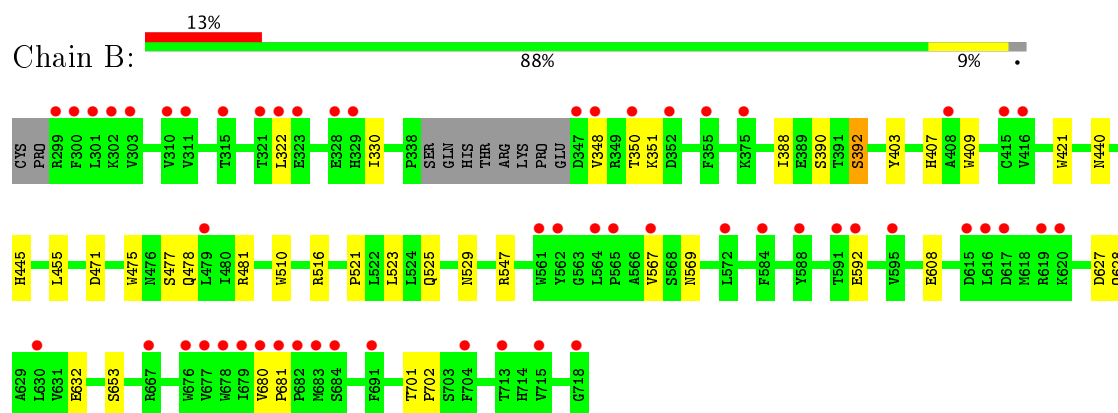 13%
Chain B:
88% 9% •
CYS PRO R299 F300 L301 K302 V303 V310 V311 T315 T321 L322 E323 E328 H329 I330 P338 SER GLN HIS THR ARG LYS PRO GLU D347 V348 R349 T350 K351 D352 F355 K375 I388 E389 S390 T391 S392 Y403 H407 A408 W409 C415 V416 W421 N440
H445 L455 D471 W475 N476 S477 Q478 L479 I480 R481 W510 R516 P521 L522 L523 L524 Q525 N529 R547 W561 Y562 G563 L564 P565 A566 V567 S568 N569 L572 F584 Y588 T591 E592 V595 E608 D615 L616 D617 M618 R619 K620 D627 Q628
A629 L630 V631 E632 S653 R667 W676 V677 W678 I679 V680 P681 P682 M683 S684 F691 T701 P702 S703 F704 T713 H714 V715 G718